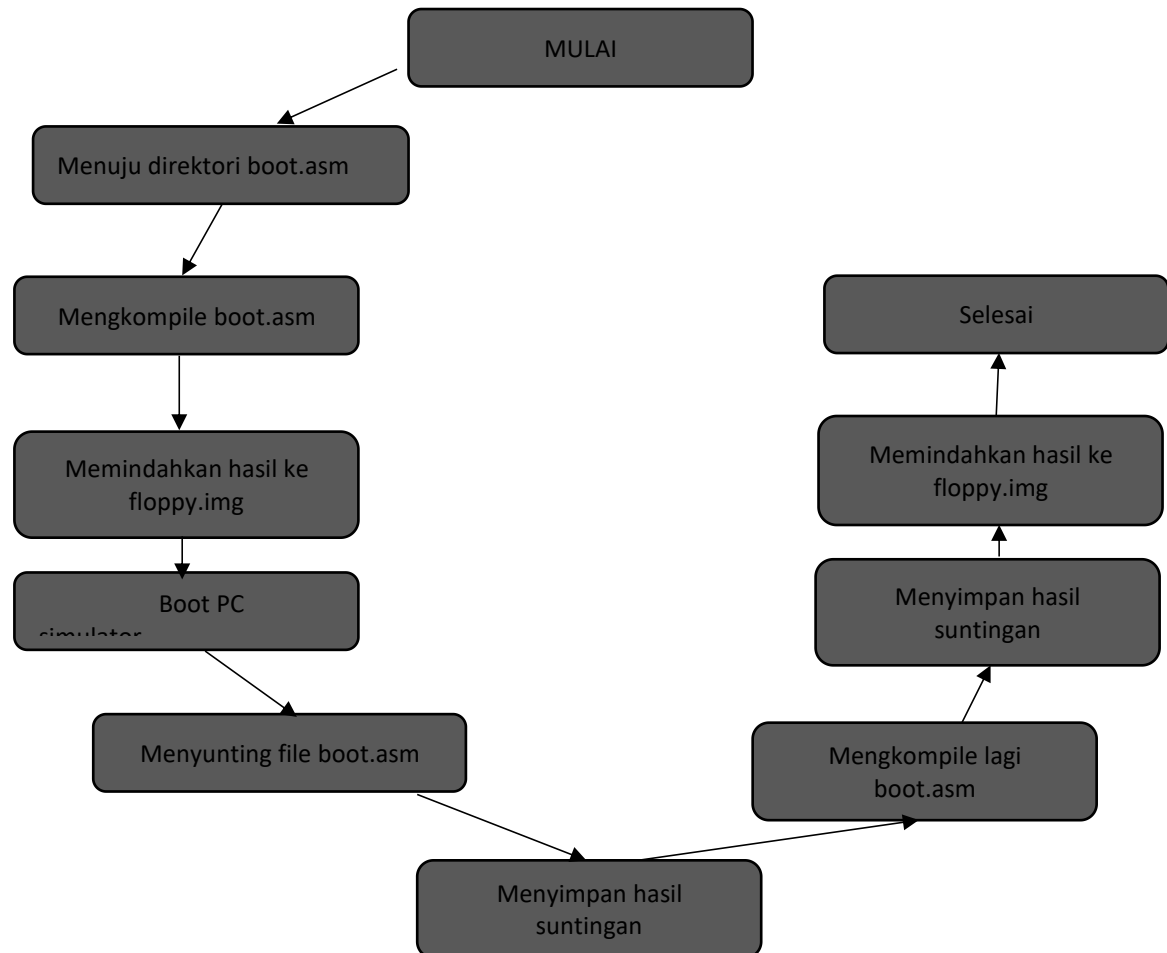 MULAI
Menuju direktori boot.asm
Mengkompile boot.asm
Memindahkan hasil ke
floppy.img
Boot PC
simulator
Menyunting file boot.asm
Menyimpan hasil
suntingan
Mengkompile lagi
boot.asm
Menyimpan hasil
suntingan
Memindahkan hasil ke
floppy.img
Selesai